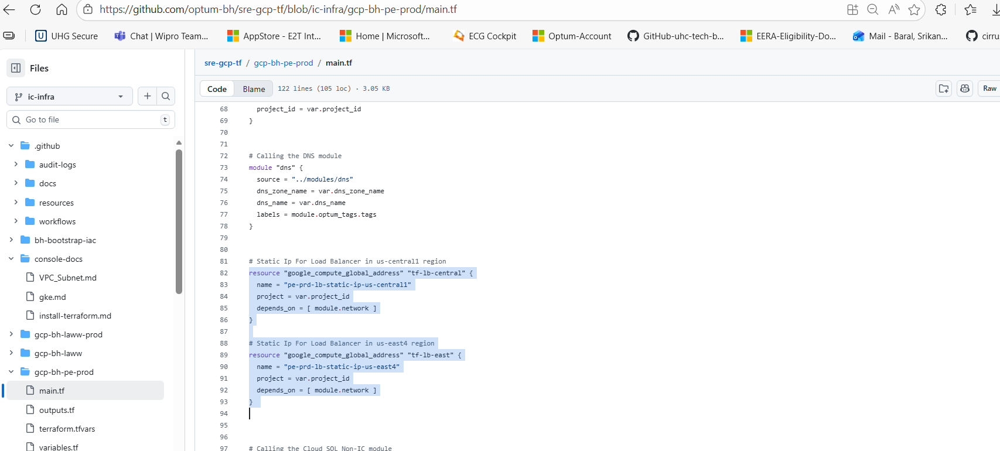 https://github.com/optum-bh/sre-gcp-tf/blob/ic-infra/gcp-bh-pe-prod/main.tf
UHG Secure
Chat | Wipro Team...
AppStore - E2T Int...
Home | Microsoft...
ECG Cockpit
Optum-Account
GitHub-uhc-tech-b...
EERA-Eligibility-Do...
Mail - Baral, Srikan...
cirru
Files
ic-infra
Go to file
t
.github
audit-logs
docs
resources
workflows
bh-bootstrap-iac
console-docs
VPC_Subnet.md
gke.md
install-terraform.md
gcp-bh-laww-prod
gcp-bh-laww
gcp-bh-pe-prod
main.tf
outputs.tf
terraform.tfvars
variables.tf
sre-gcp-tf / gcp-bh-pe-prod / main.tf
Code Blame 122 lines (105 loc) · 3.05 KB
Raw
68 project_id = var.project_id
69 }
70
71
72 # Calling the DNS module
73 module "dns" {
74 source = "../modules/dns"
75 dns_zone_name = var.dns_zone_name
76 dns_name = var.dns_name
77 labels = module.optum_tags.tags
78 }
79
80
81 # Static Ip For Load Balancer in us-central1 region
82 resource "google_compute_global_address" "tf-lb-central" {
83 name = "pe-prd-lb-static-ip-us-central1"
84 project = var.project_id
85 depends_on = [ module.network ]
86 }
87
88 # Static Ip For Load Balancer in us-east4 region
89 resource "google_compute_global_address" "tf-lb-east" {
90 name = "pe-prd-lb-static-ip-us-east4"
91 project = var.project_id
92 depends_on = [ module.network ]
93 }
94
95
96
97 # Calling the Cloud SQL Non-IC module